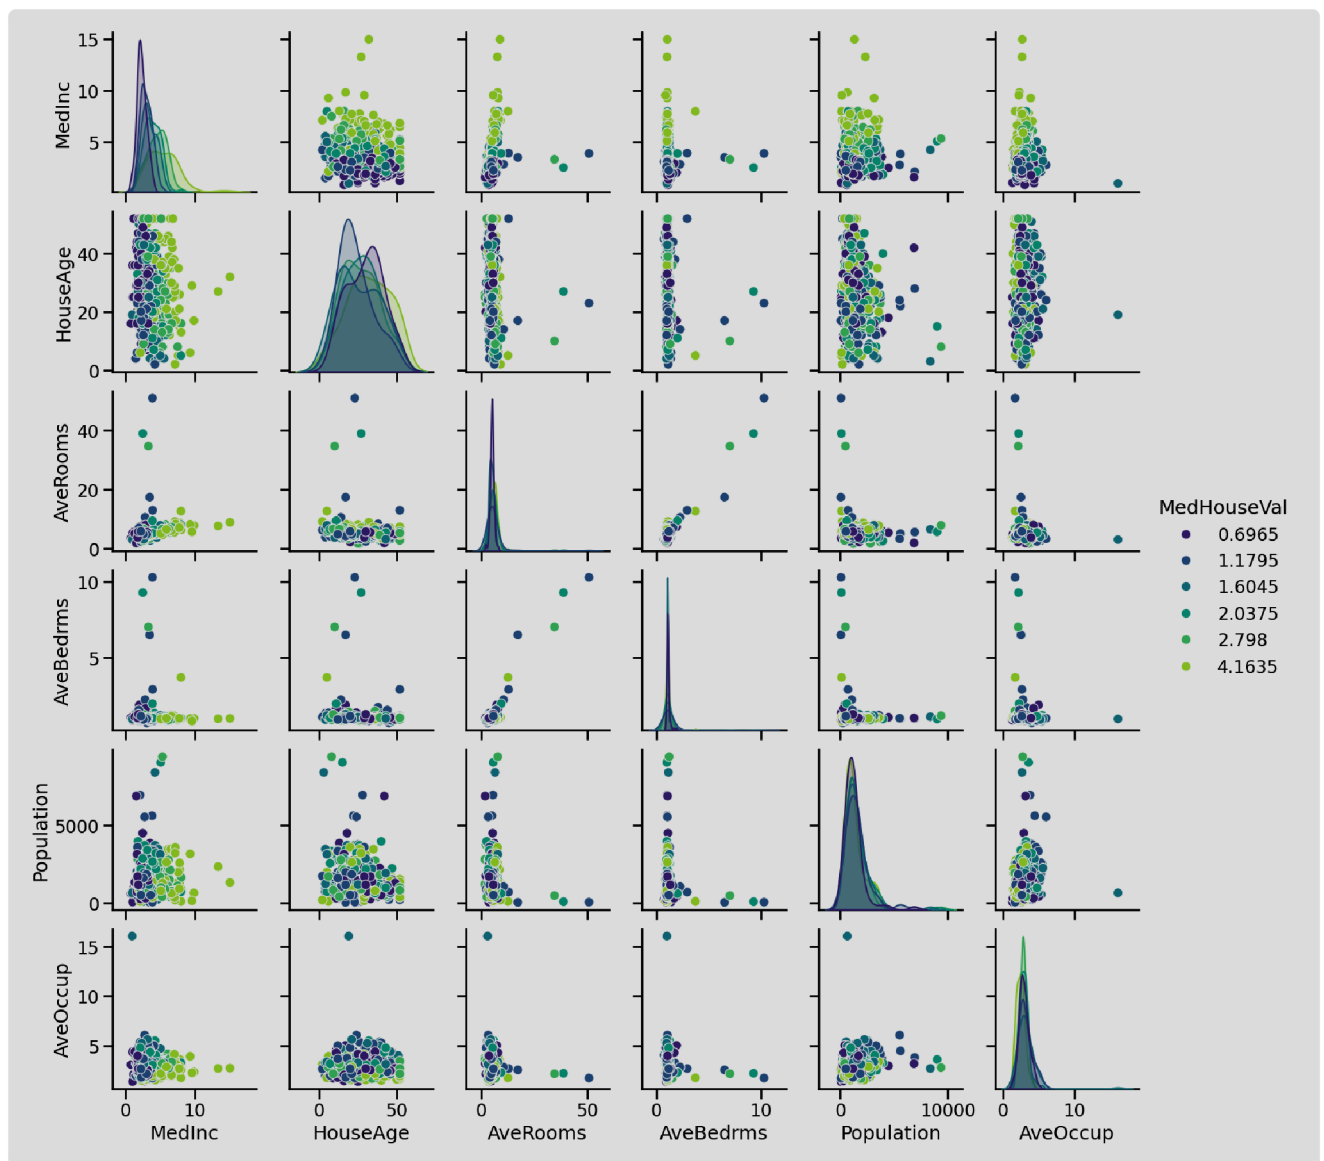 15
10
5
MedInc
40
20
0
HouseAge
40
20
0
AveRooms
10
5
AveBedrms
5000
0
Population
15
10
5
AveOccup
0 10
MedInc
0 50
HouseAge
0 50
AveRooms
0 10
AveBedrms
0 10000
Population
0 10
AveOccup
MedHouseVal
0.6965
1.1795
1.6045
2.0375
2.798
4.1635